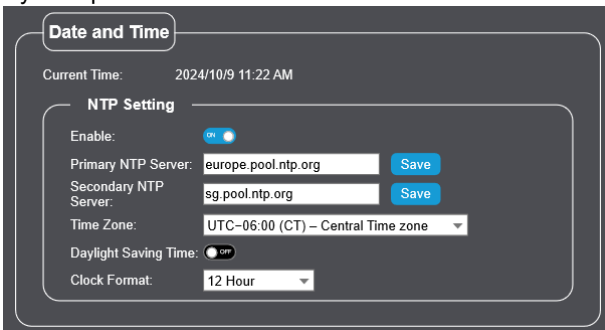 Date and Time
Current Time: 2024/10/9 11:22 AM
NTP Setting
Enable: ON
Primary NTP Server: europe.pool.ntp.org Save
Secondary NTP
Server: sg.pool.ntp.org Save
Time Zone: UTC−06:00 (CT) – Central Time zone
Daylight Saving Time: OFF
Clock Format: 12 Hour